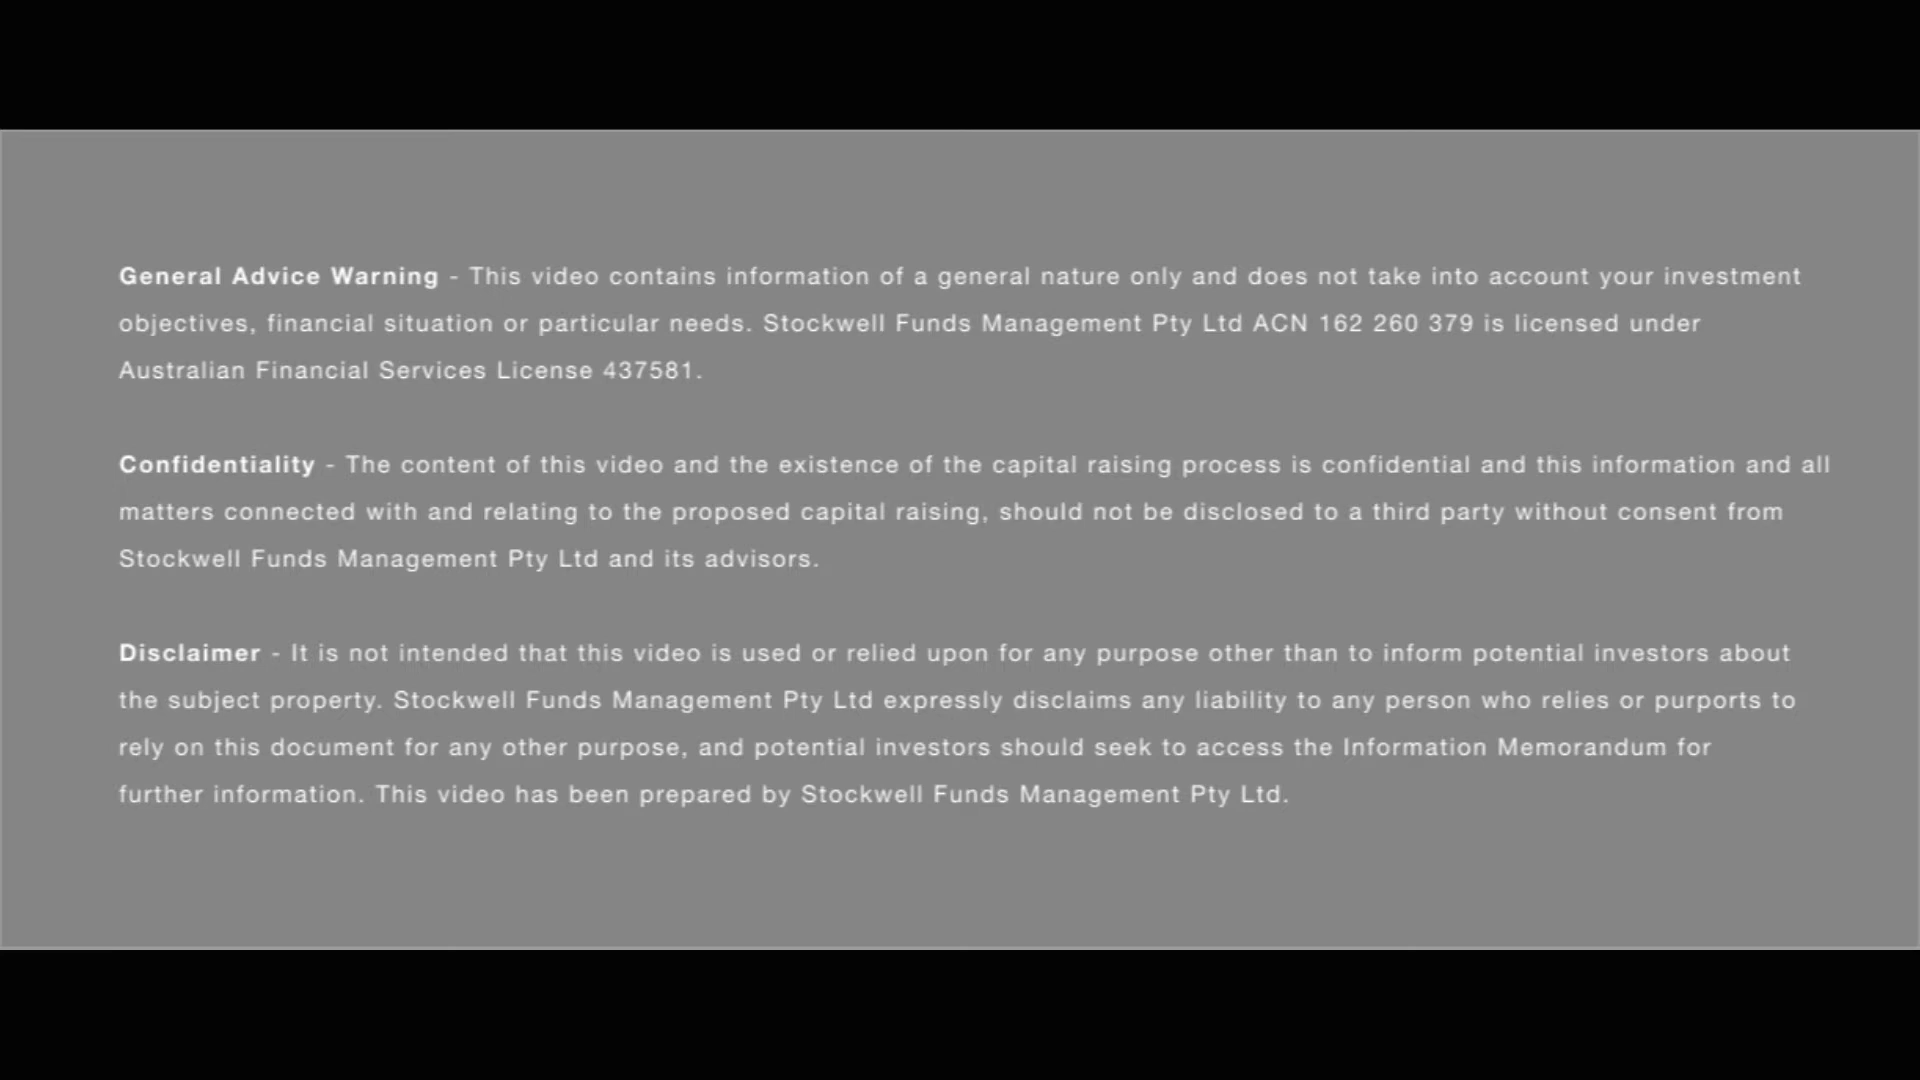 General Advice Warning - This video contains information of a general nature only and does not take into account your investment
objectives, financial situation or particular needs. Stockwell Funds Management Pty Ltd ACN 162 260 379 is licensed under
Australian Financial Services License 437581.
Confidentiality - The content of this video and the existence of the capital raising process is confidential and this information and all
matters connected with and relating to the proposed capital raising, should not be disclosed to a third party without consent from
Stockwell Funds Management Pty Ltd and its advisors.
Disclaimer - It is not intended that this video is used or relied upon for any purpose other than to inform potential investors about
the subject property. Stockwell Funds Management Pty Ltd expressly disclaims any liability to any person who relies or purports to
rely on this document for any other purpose, and potential investors should seek to access the Information Memorandum for
further information. This video has been prepared by Stockwell Funds Management Pty Ltd.